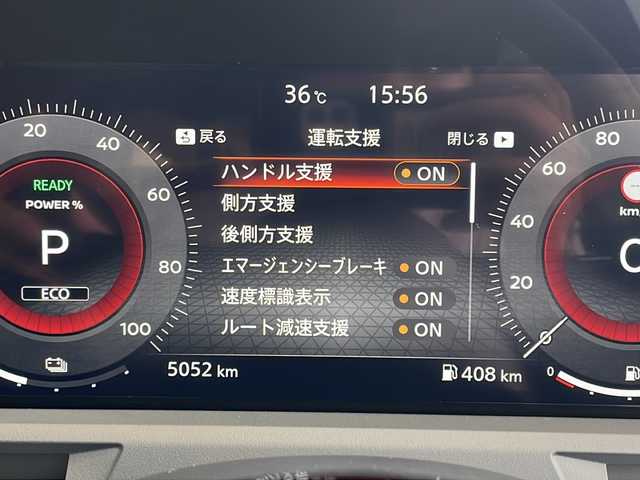 36℃ 15:56
戻る 運転支援 閉じる
ハンドル支援 ON
側方支援
後側方支援
エマージェンシーブレーキ ON
速度標識表示 ON
ルート減速支援 ON
5052 km 408 km
20
40
60
80
100
READY
POWER %
P
ECO
80
60
40
20
0
km
0